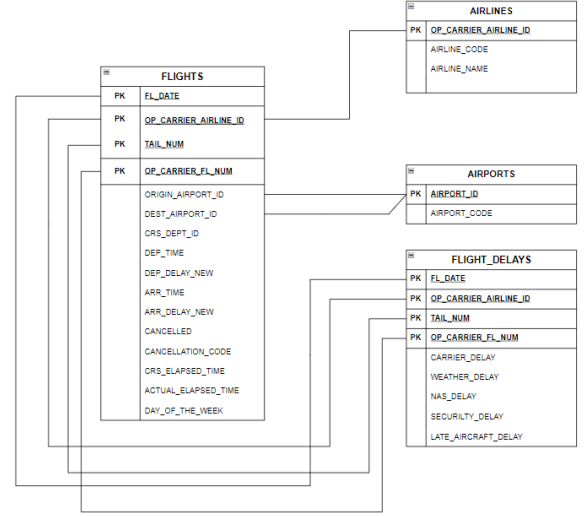 AIRLINES
PK OP_CARRIER_AIRLINE_ID
AIRLINE_CODE
AIRLINE_NAME
FLIGHTS
PK FL_DATE
PK OP_CARRIER_AIRLINE_ID
PK TAIL_NUM
PK OP_CARRIER_FL_NUM
ORIGIN_AIRPORT_ID
DEST_AIRPORT_ID
CRS_DEPT_ID
DEP_TIME
DEP_DELAY_NEW
ARR_TIME
ARR_DELAY_NEW
CANCELLED
CANCELLATION_CODE
CRS_ELAPSED_TIME
ACTUAL_ELAPSED_TIME
DAY_OF_THE_WEEK
AIRPORTS
PK AIRPORT_ID
AIRPORT_CODE
FLIGHT_DELAYS
PK FL_DATE
PK OP_CARRIER_AIRLINE_ID
PK TAIL_NUM
PK OP_CARRIER_FL_NUM
CARRIER_DELAY
WEATHER_DELAY
NAS_DELAY
SECURILTY_DELAY
LATE_AIRCRAFT_DELAY